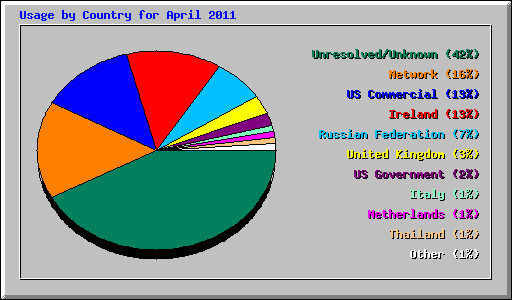 Usage by Country for April 2011
Unresolved/Unknown (42%)
Network (16%)
US Commercial (13%)
Ireland (13%)
Russian Federation (7%)
United Kingdom (3%)
US Government (2%)
Italy (1%)
Netherlands (1%)
Thailand (1%)
Other (1%)